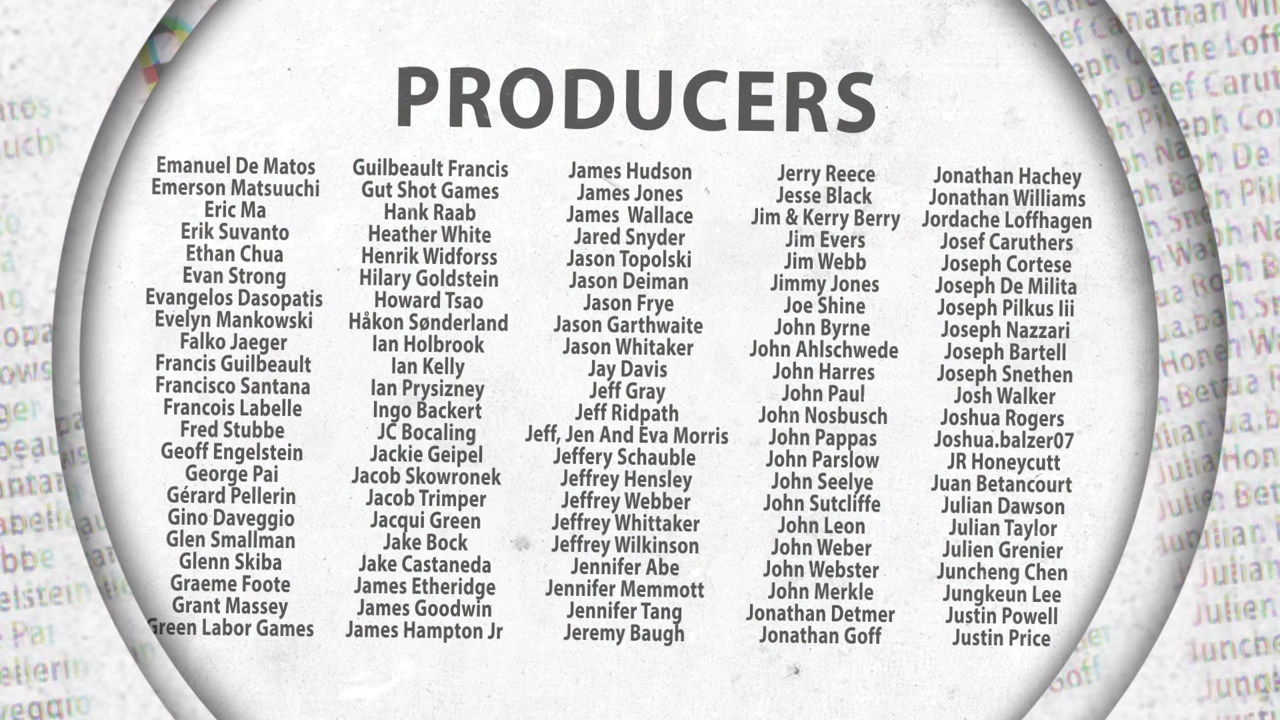 PRODUCERS
Emanuel De Matos
Emerson Matsuuchi
Eric Ma
Erik Suvanto
Ethan Chua
Evan Strong
Evangelos Dasopatis
Evelyn Mankowski
Falko Jaeger
Francis Guilbeault
Francisco Santana
Francois Labelle
Fred Stubbe
Geoff Engelstein
George Pai
Gérard Pellerin
Gino Daveggio
Glen Smallman
Glenn Skiba
Graeme Foote
Grant Massey
Green Labor Games
Guilbeault Francis
Gut Shot Games
Hank Raab
Heather White
Henrik Widforss
Hilary Goldstein
Howard Tsao
Håkon Sønderland
Ian Holbrook
Ian Kelly
Ian Prysizney
Ingo Backert
JC Bocaling
Jackie Geipel
Jacob Skowronek
Jacob Trimper
Jacqui Green
Jake Bock
Jake Castaneda
James Etheridge
James Goodwin
James Hampton Jr
James Hudson
James Jones
James Wallace
Jared Snyder
Jason Topolski
Jason Deiman
Jason Frye
Jason Garthwaite
Jason Whitaker
Jay Davis
Jeff Gray
Jeff Ridpath
Jeff, Jen And Eva Morris
Jeffery Schauble
Jeffrey Hensley
Jeffrey Webber
Jeffrey Whittaker
Jeffrey Wilkinson
Jennifer Abe
Jennifer Memmott
Jennifer Tang
Jeremy Baugh
Jerry Reece
Jesse Black
Jim & Kerry Berry
Jim Evers
Jim Webb
Jimmy Jones
Joe Shine
John Byrne
John Ahlschwede
John Harres
John Paul
John Nosbusch
John Pappas
John Parslow
John Seelye
John Sutcliffe
John Leon
John Weber
John Webster
John Merkle
Jonathan Detmer
Jonathan Goff
Jonathan Hachey
Jonathan Williams
Jordache Loffhagen
Josef Caruthers
Joseph Cortese
Joseph De Milita
Joseph Pilkus Iii
Joseph Nazzari
Joseph Bartell
Joseph Snethen
Josh Walker
Joshua Rogers
Joshua.balzer07
JR Honeycutt
Juan Betancourt
Julian Dawson
Julian Taylor
Julien Grenier
Juncheng Chen
Jungkeun Lee
Justin Powell
Justin Price